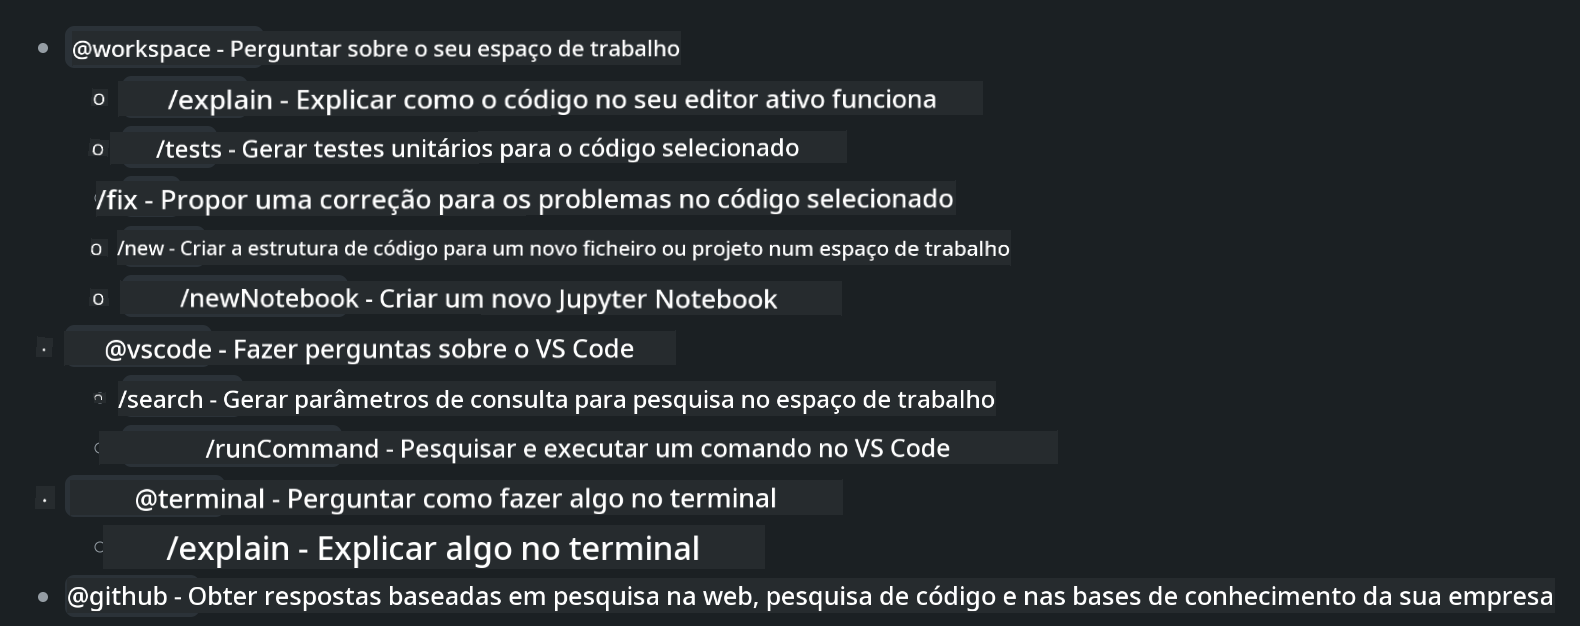 @workspace - Perguntar sobre o seu espaço de trabalho
/explain - Explicar como o código no seu editor ativo funciona
/tests - Gerar testes unitários para o código selecionado
/fix - Propor uma correção para os problemas no código selecionado
/new - Criar a estrutura de código para um novo ficheiro ou projeto num espaço de trabalho
/newNotebook - Criar um novo Jupyter Notebook
@vscode - Fazer perguntas sobre o VS Code
/search - Gerar parâmetros de consulta para pesquisa no espaço de trabalho
/runCommand - Pesquisar e executar um comando no VS Code
@terminal - Perguntar como fazer algo no terminal
/explain - Explicar algo no terminal
@github - Obter respostas baseadas em pesquisa na web, pesquisa de código e nas bases de conhecimento da sua empresa